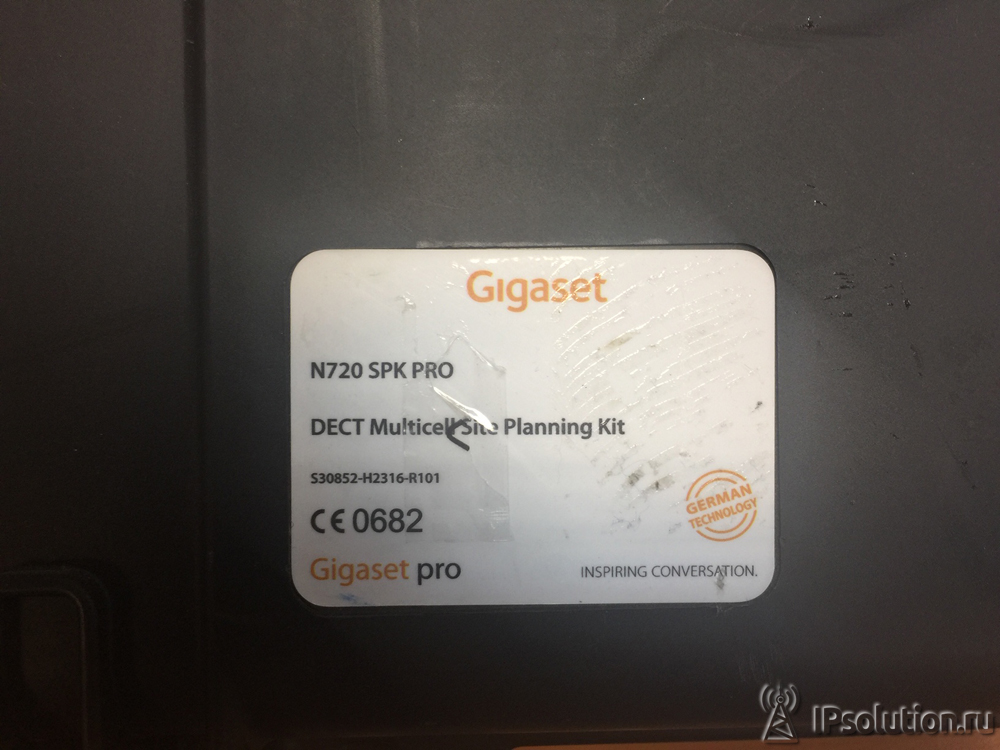 Gigaset
N720 SPK PRO
DECT Multicell Site Planning Kit
S30852-H2316-R101
CE 0682
GERMAN
TECHNOLOGY
Gigaset pro
INSPIRING CONVERSATION.
IPsolution.ru